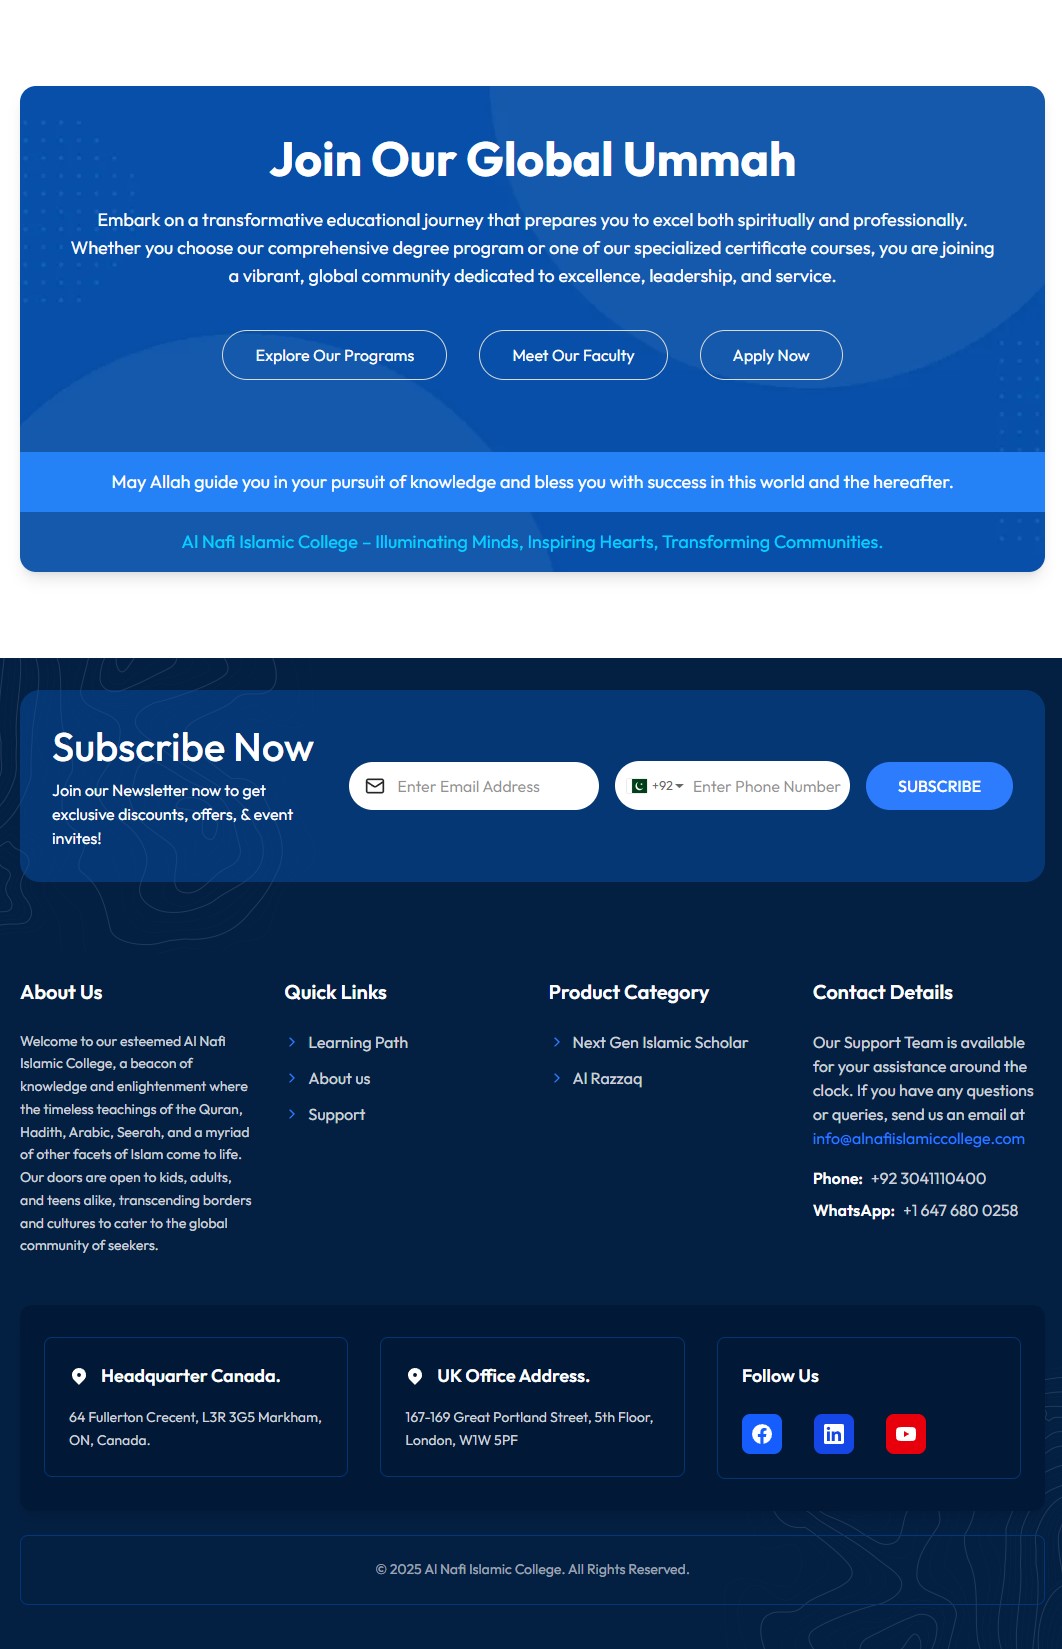 Join Our Global Ummah
Embark on a transformative educational journey that prepares you to excel both spiritually and professionally.
Whether you choose our comprehensive degree program or one of our specialized certificate courses, you are joining
a vibrant, global community dedicated to excellence, leadership, and service.
Explore Our Programs
Meet Our Faculty
Apply Now
May Allah guide you in your pursuit of knowledge and bless you with success in this world and the hereafter.
Al Nafi Islamic College – Illuminating Minds, Inspiring Hearts, Transforming Communities.
Subscribe Now
Join our Newsletter now to get
exclusive discounts, offers, & event
invites!
Enter Email Address
+92
Enter Phone Number
SUBSCRIBE
About Us
Welcome to our esteemed Al Nafi
Islamic College, a beacon of
knowledge and enlightenment where
the timeless teachings of the Quran,
Hadith, Arabic, Seerah, and a myriad
of other facets of Islam come to life.
Our doors are open to kids, adults,
and teens alike, transcending borders
and cultures to cater to the global
community of seekers.
Quick Links
Learning Path
About us
Support
Product Category
Next Gen Islamic Scholar
Al Razzaq
Contact Details
Our Support Team is available
for your assistance around the
clock. If you have any questions
or queries, send us an email at
info@alnafiislamiccollege.com
Phone: +92 3041110400
WhatsApp: +1 647 680 0258
Headquarter Canada.
64 Fullerton Crecent, L3R 3G5 Markham,
ON, Canada.
UK Office Address.
167-169 Great Portland Street, 5th Floor,
London, W1W 5PF
Follow Us
© 2025 Al Nafi Islamic College. All Rights Reserved.